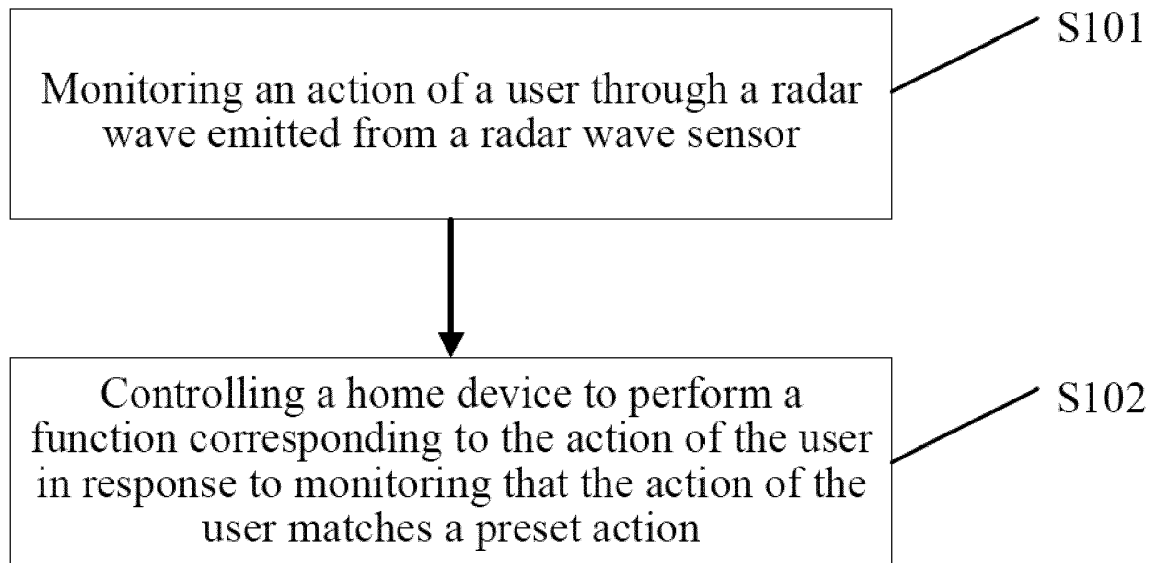 S101
Monitoring an action of a user through a radar
wave emitted from a radar wave sensor
S102
Controlling a home device to perform a
function corresponding to the action of the user
in response to monitoring that the action of the
user matches a preset action